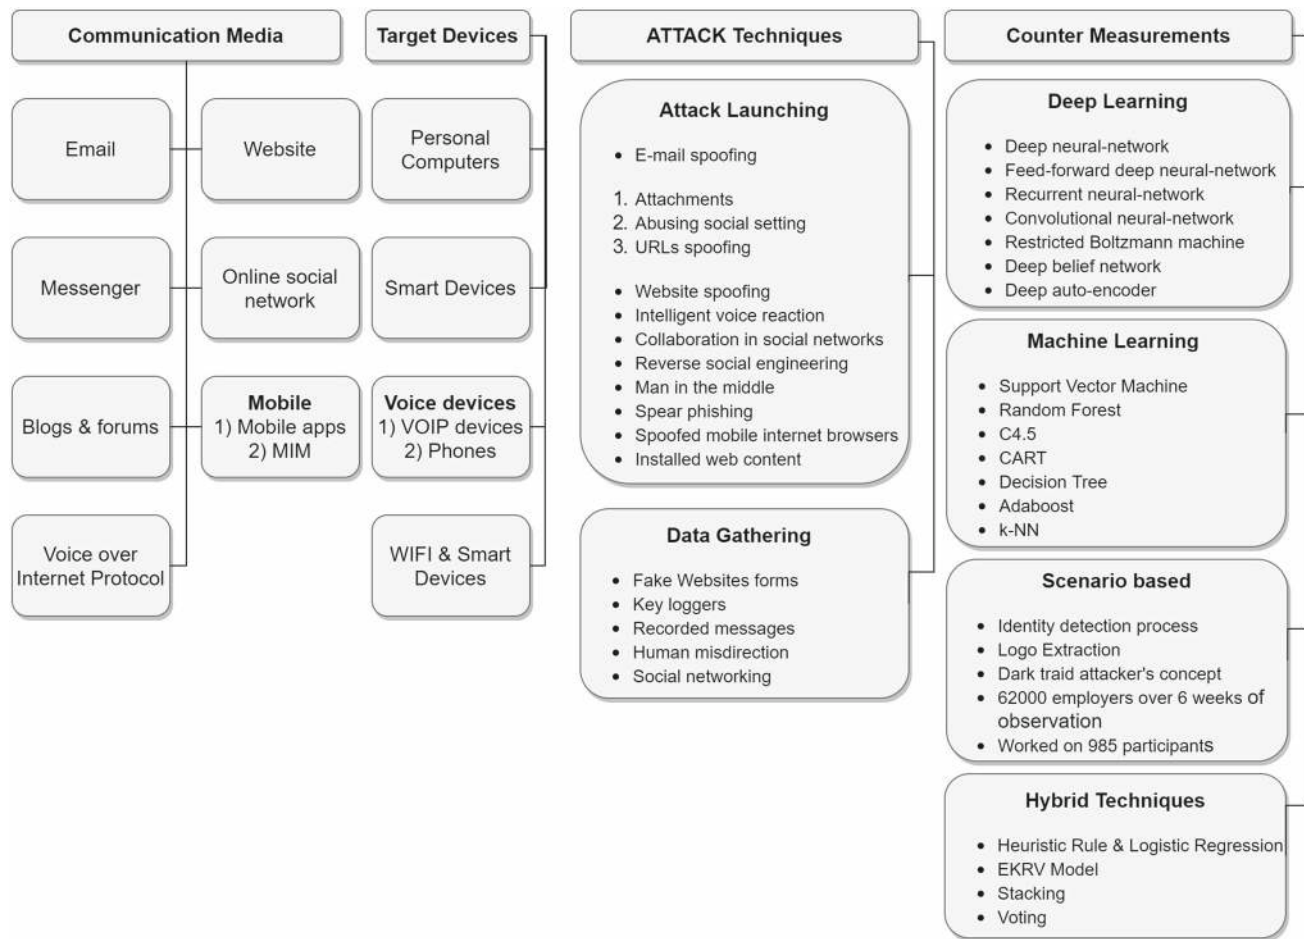 Communication Media
Email
Website
Messenger
Online social
network
Blogs & forums
Mobile
1) Mobile apps
2) MIM
Voice over
Internet Protocol
Target Devices
Personal
Computers
Smart Devices
Voice devices
1) VOIP devices
2) Phones
WIFI & Smart
Devices
ATTACK Techniques
Attack Launching
• E-mail spoofing
1. Attachments
2. Abusing social setting
3. URLs spoofing
• Website spoofing
• Intelligent voice reaction
• Collaboration in social networks
• Reverse social engineering
• Man in the middle
• Spear phishing
• Spoofed mobile internet browsers
• Installed web content
Data Gathering
• Fake Websites forms
• Key loggers
• Recorded messages
• Human misdirection
• Social networking
Counter Measurements
Deep Learning
• Deep neural-network
• Feed-forward deep neural-network
• Recurrent neural-network
• Convolutional neural-network
• Restricted Boltzmann machine
• Deep belief network
• Deep auto-encoder
Machine Learning
• Support Vector Machine
• Random Forest
• C4.5
• CART
• Decision Tree
• Adaboost
• k-NN
Scenario based
• Identity detection process
• Logo Extraction
• Dark traid attacker's concept
• 62000 employers over 6 weeks of
observation
• Worked on 985 participants
Hybrid Techniques
• Heuristic Rule & Logistic Regression
• EKRV Model
• Stacking
• Voting